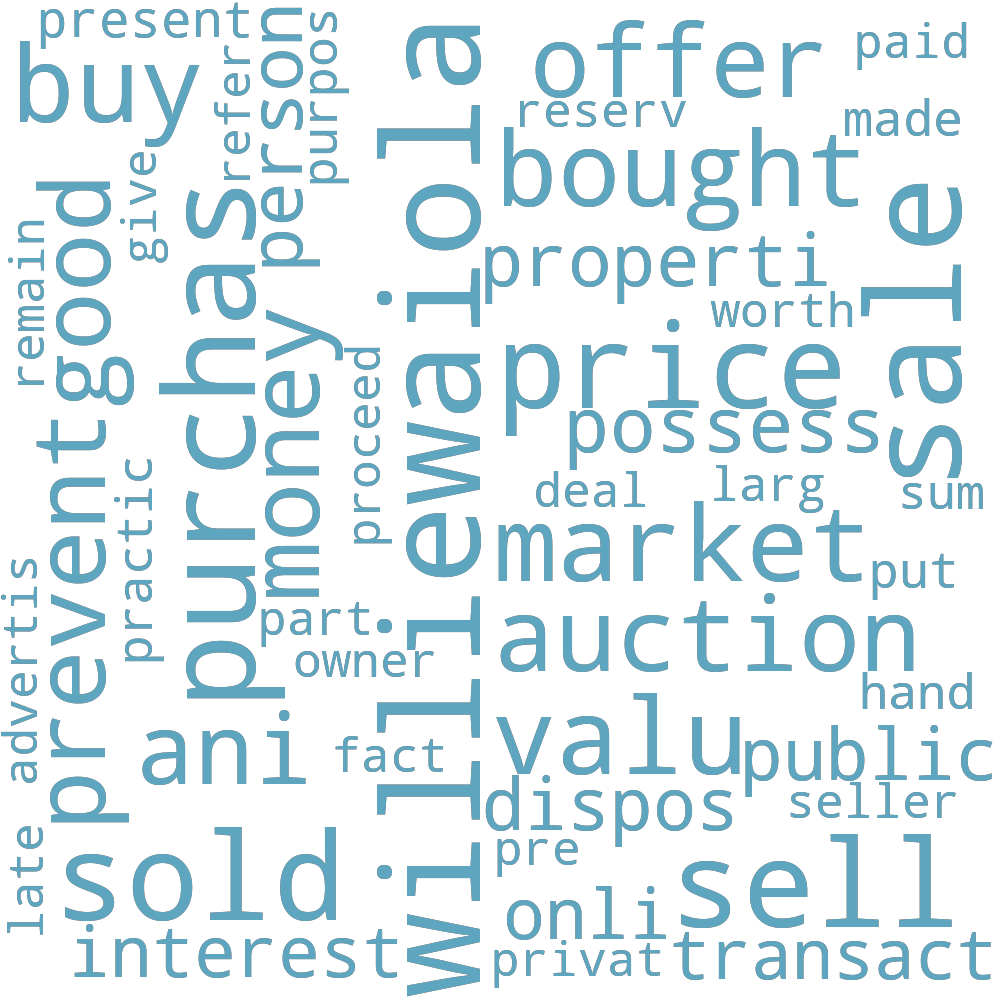 present
buy
refer
person
purpos
williewaiola
offer
paid
reserv
made
bought
give
good
remain
purchas
properti
sale
worth
money
price
proceed
possess
prevent
practic
deal
larg
sum
market
put
advertis
part
owner
auction
hand
ani
fact
valu
public
dispos
seller
late
sold
pre
sell
onli
interest
privat
transact